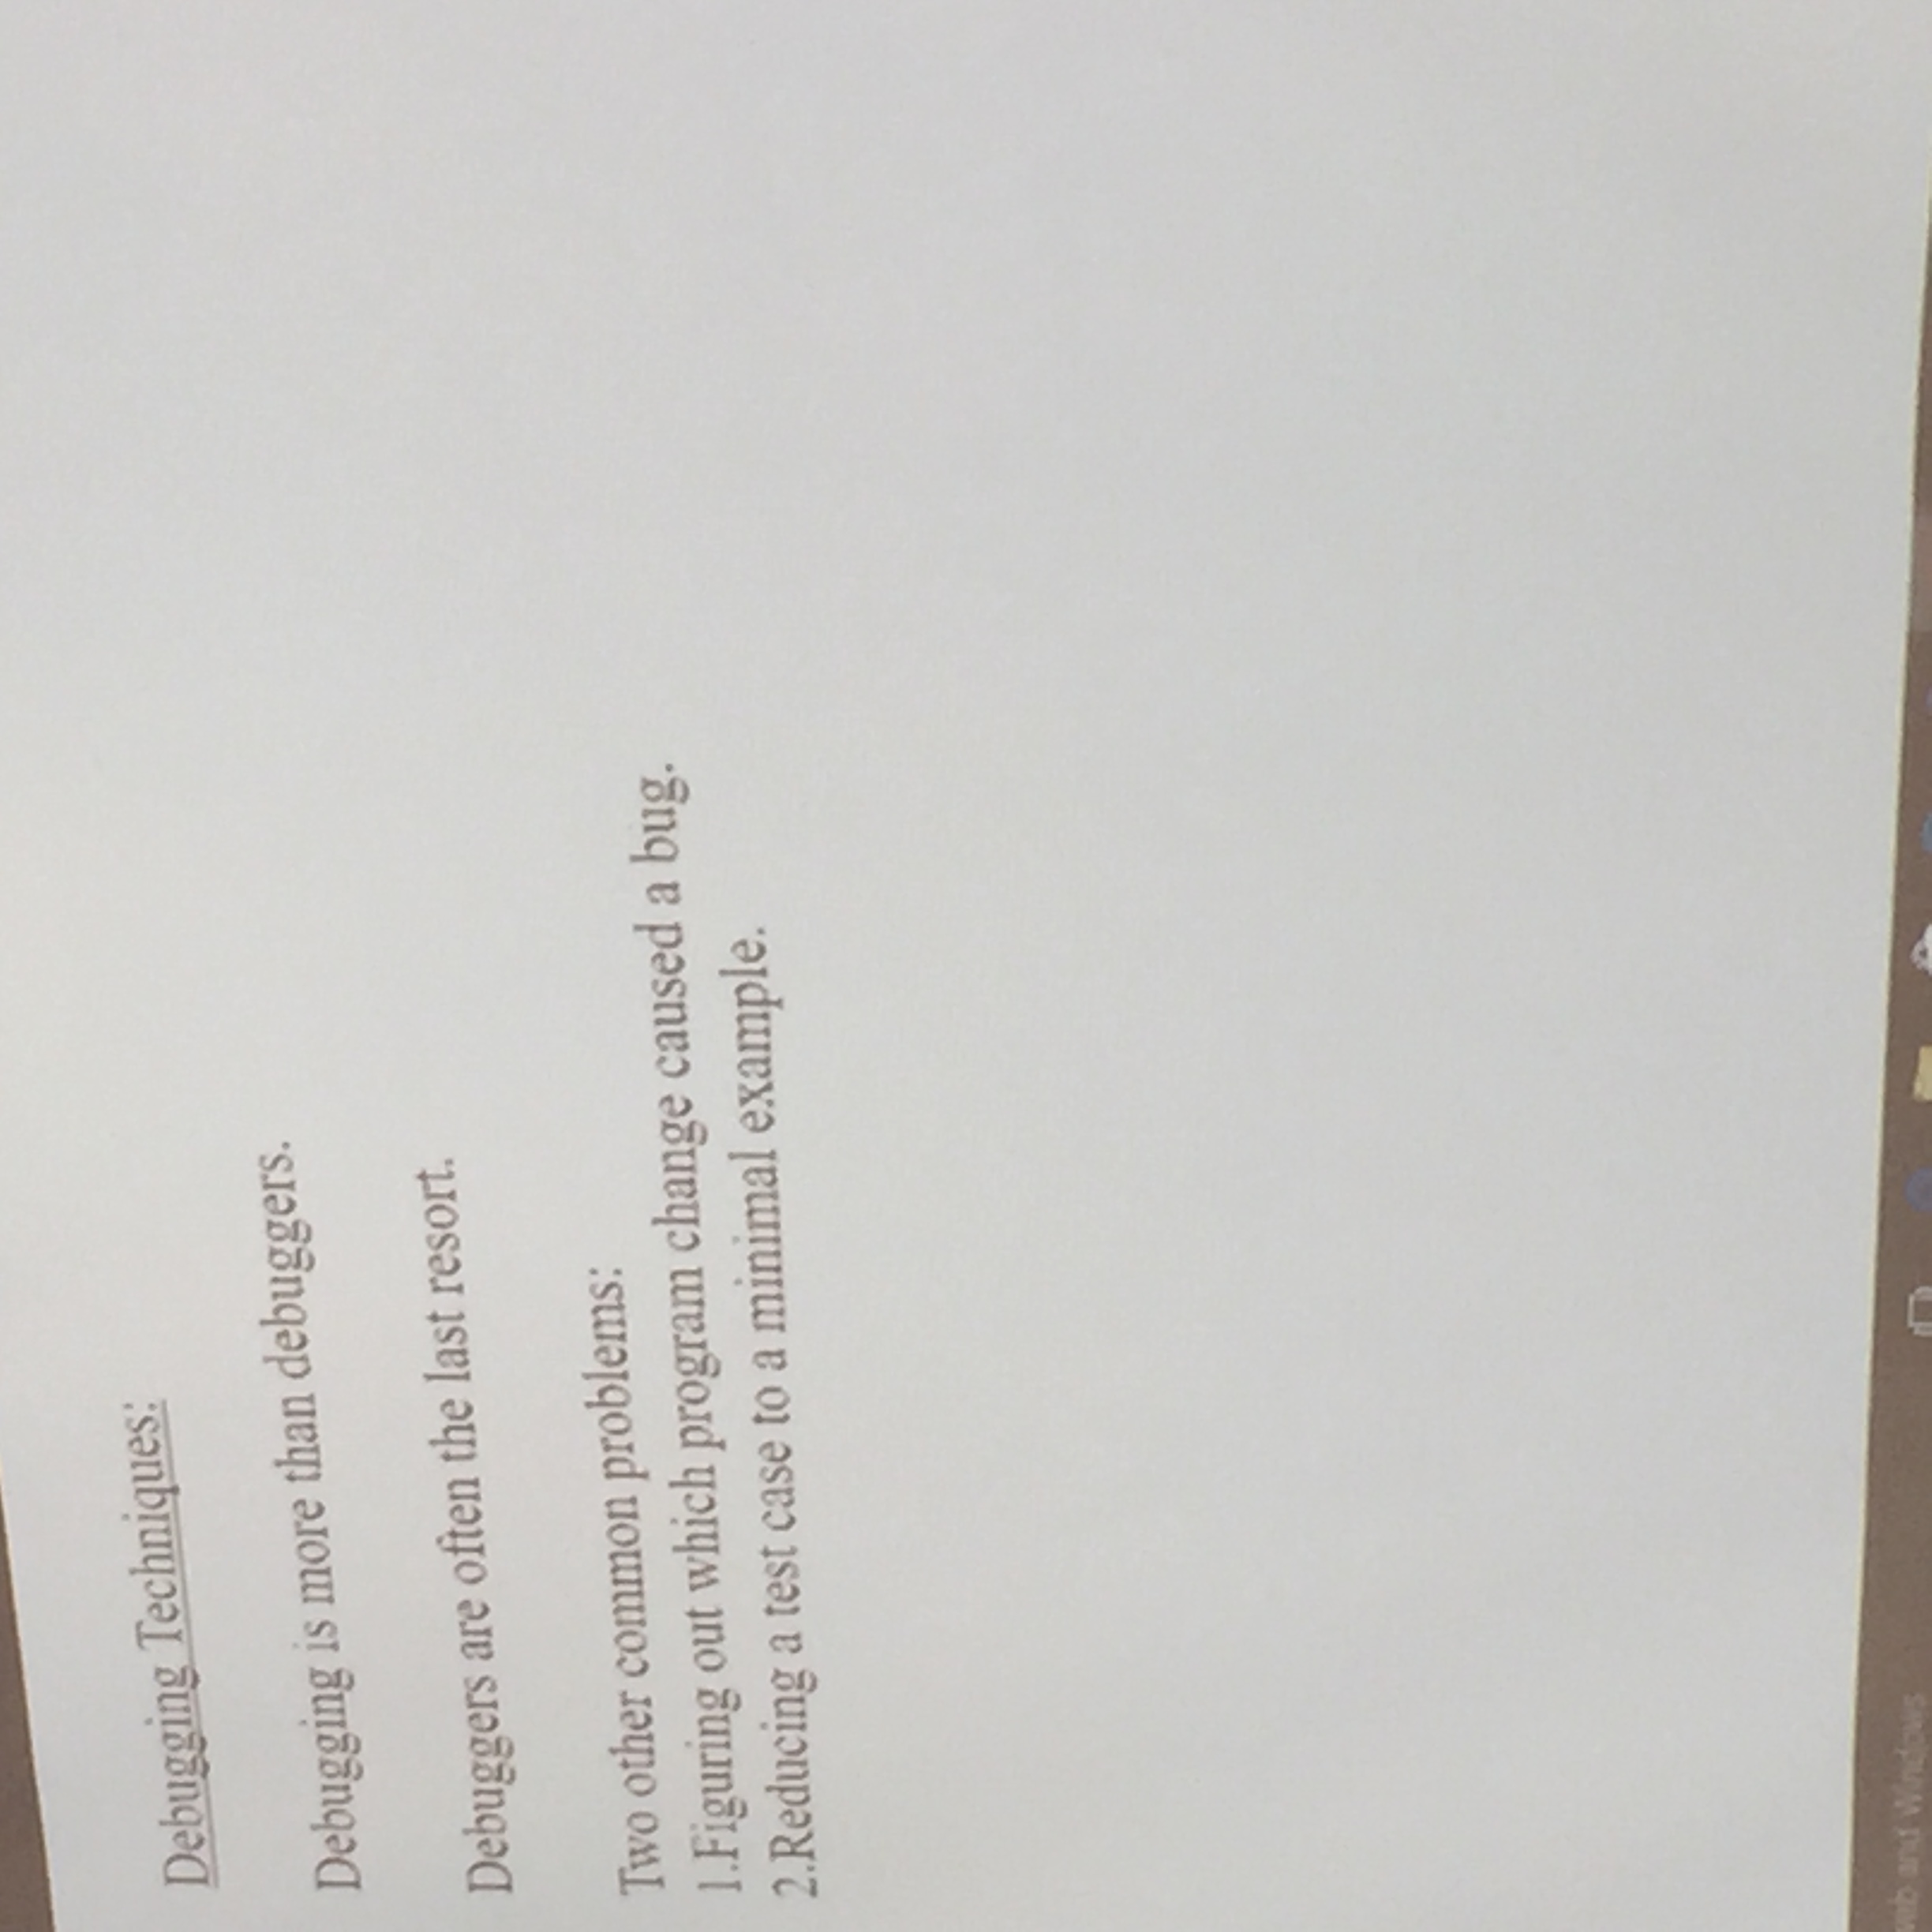 Debugging Techniques:
Debugging is more than debuggers.
Debuggers are often the last resort.
Two other common problems:
1.Figuring out which program change caused a bug.
2.Reducing a test case to a minimal example.
web and Windows